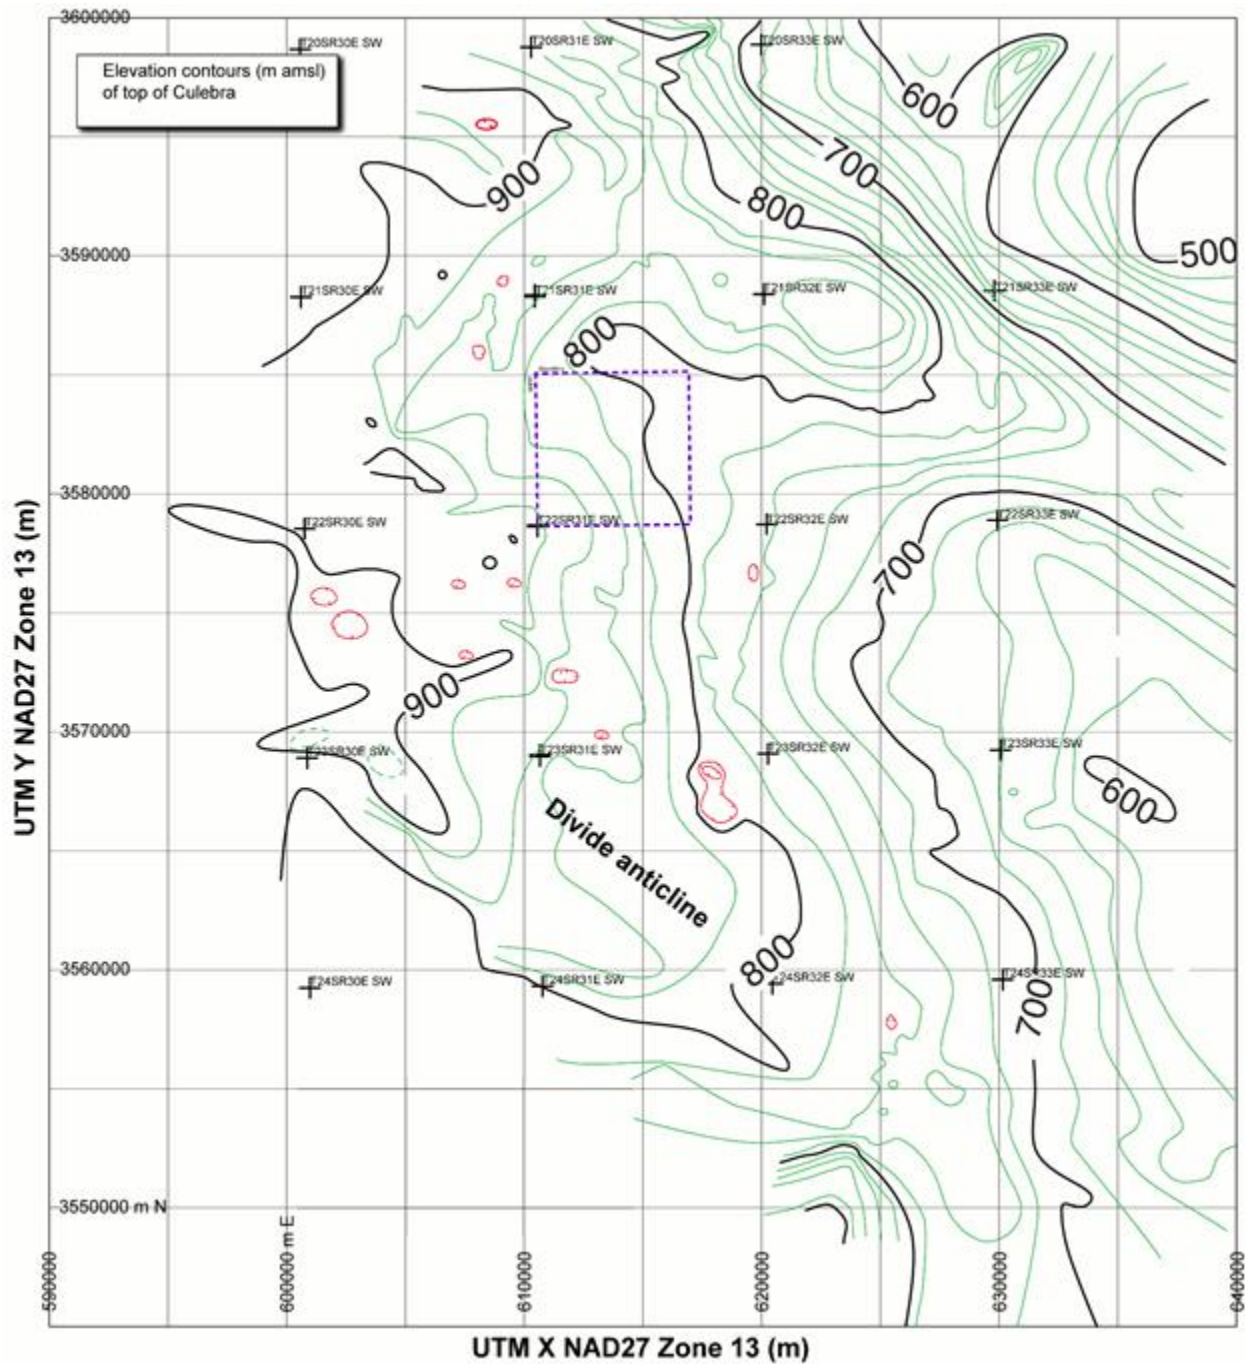 3600000
T20SR30E SW
T20SR31E SW
T20SR33E SW
Elevation contours (m amsl)
of top of Culebra
600
700
900
800
3590000
500
T21SR30E SW
T21SR31E SW
T21SR32E SW
T21SR33E SW
800
3580000
T22SR30E SW
T22SR31E SW
T22SR32E SW
T22SR33E SW
700
UTM Y NAD27 Zone 13 (m)
900
3570000
T23SR30E SW
T23SR31E SW
T23SR32E SW
T23SR33E SW
600
Divide anticline
800
3560000
T24SR30E SW
T24SR31E SW
24SR32E SW
T24SR33E SW
700
3550000 m N
590000
600000 m E
610000
620000
630000
640000
UTM X NAD27 Zone 13 (m)